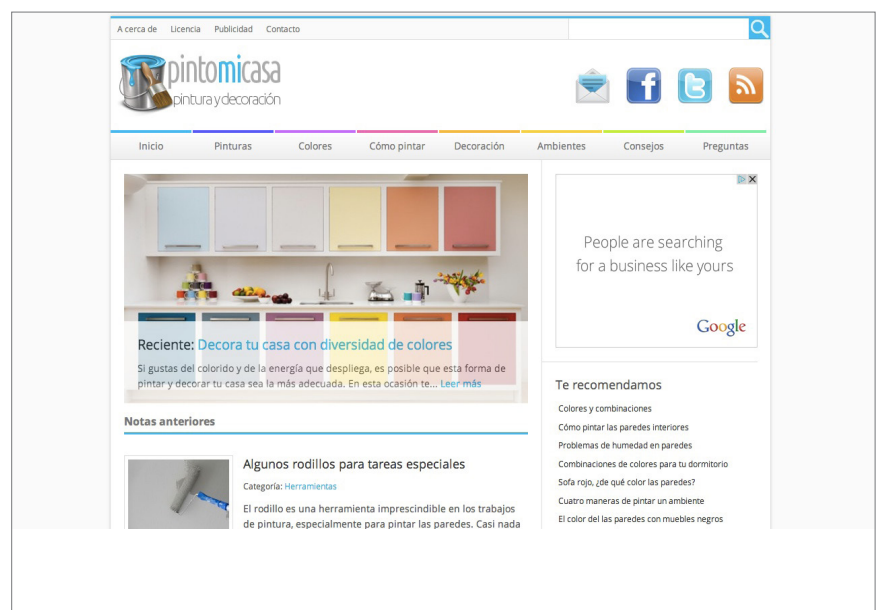 A cerca de Licencia Publicidad Contacto
pintomicasa
pintura y decoración
Inicio Pinturas Colores Cómo pintar Decoración Ambientes Consejos Preguntas
Reciente: Decora tu casa con diversidad de colores
Si gustas del colorido y de la energía que despliega, es posible que esta forma de
pintar y decorar tu casa sea la más adecuada. En esta ocasión te... Leer más
Notas anteriores
Algunos rodillos para tareas especiales
Categoría: Herramientas
El rodillo es una herramienta imprescindible en los trabajos
de pintura, especialmente para pintar las paredes. Casi nada
People are searching
for a business like yours
Google
Te recomendamos
Colores y combinaciones
Cómo pintar las paredes interiores
Problemas de humedad en paredes
Combinaciones de colores para tu dormitorio
Sofa rojo, ¿de qué color las paredes?
Cuatro maneras de pintar un ambiente
El color del las paredes con muebles negros